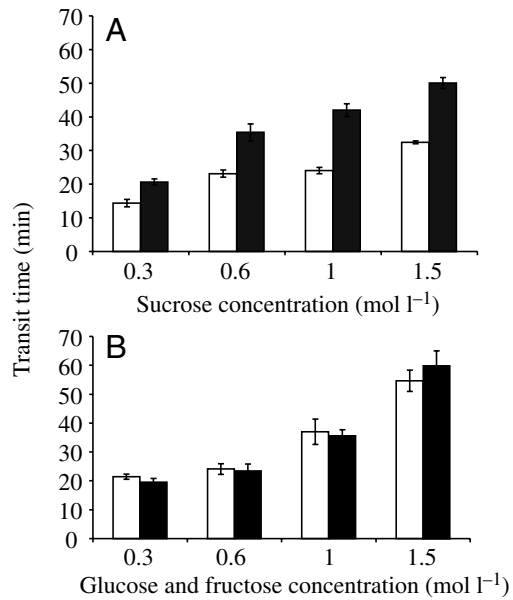 Transit time (min)
A
70
60
50
40
30
20
10
0
0.3 0.6 1 1.5
Sucrose concentration (mol l⁻¹)
B
70
60
50
40
30
20
10
0
0.3 0.6 1 1.5
Glucose and fructose concentration (mol l⁻¹)